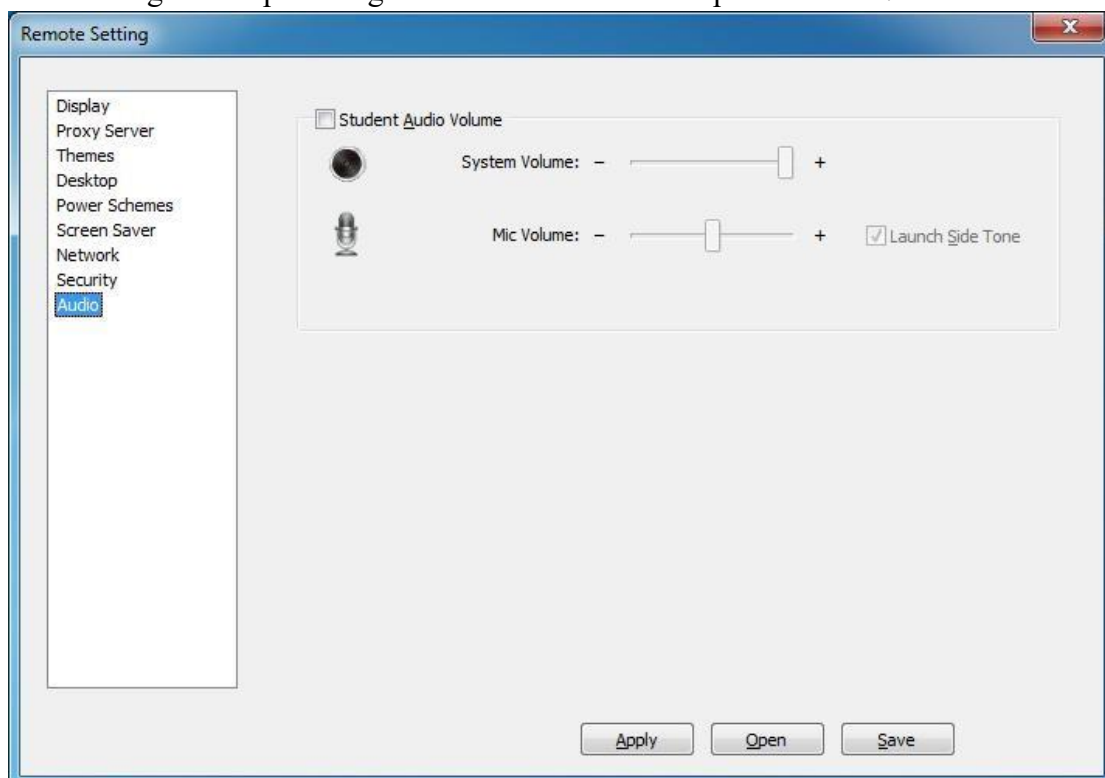 Remote Setting
X
Display
Proxy Server
Themes
Desktop
Power Schemes
Screen Saver
Network
Security
Audio
Student Audio Volume
System Volume: − +
Mic Volume: − + Launch Side Tone
Apply Open Save